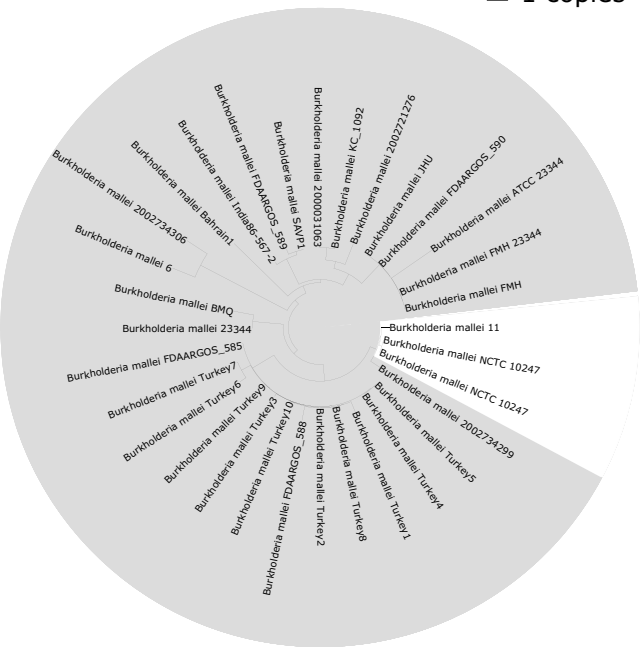 1 copies
Burkholderia mallei 2000031063
Burkholderia mallei KC_1092
Burkholderia mallei 2002721276
Burkholderia mallei JHU
Burkholderia mallei FDAARGOS_590
Burkholderia mallei ATCC 23344
Burkholderia mallei FMH 23344
Burkholderia mallei FMH
Burkholderia mallei 11
Burkholderia mallei NCTC 10247
Burkholderia mallei NCTC 10247
Burkholderia mallei 2002734299
Burkholderia mallei Turkey5
Burkholderia mallei Turkey4
Burkholderia mallei Turkey1
Burkholderia mallei Turkey8
Burkholderia mallei Turkey2
Burkholderia mallei FDAARGOS_588
Burkholderia mallei Turkey10
Burkholderia mallei Turkey3
Burkholderia mallei Turkey9
Burkholderia mallei Turkey6
Burkholderia mallei Turkey7
Burkholderia mallei FDAARGOS_585
Burkholderia mallei 23344
Burkholderia mallei BMQ
Burkholderia mallei 6
Burkholderia mallei 2002734306
Burkholderia mallei Bahrain1
Burkholderia mallei India86-567-2
Burkholderia mallei FDAARGOS_589
Burkholderia mallei SAVP1